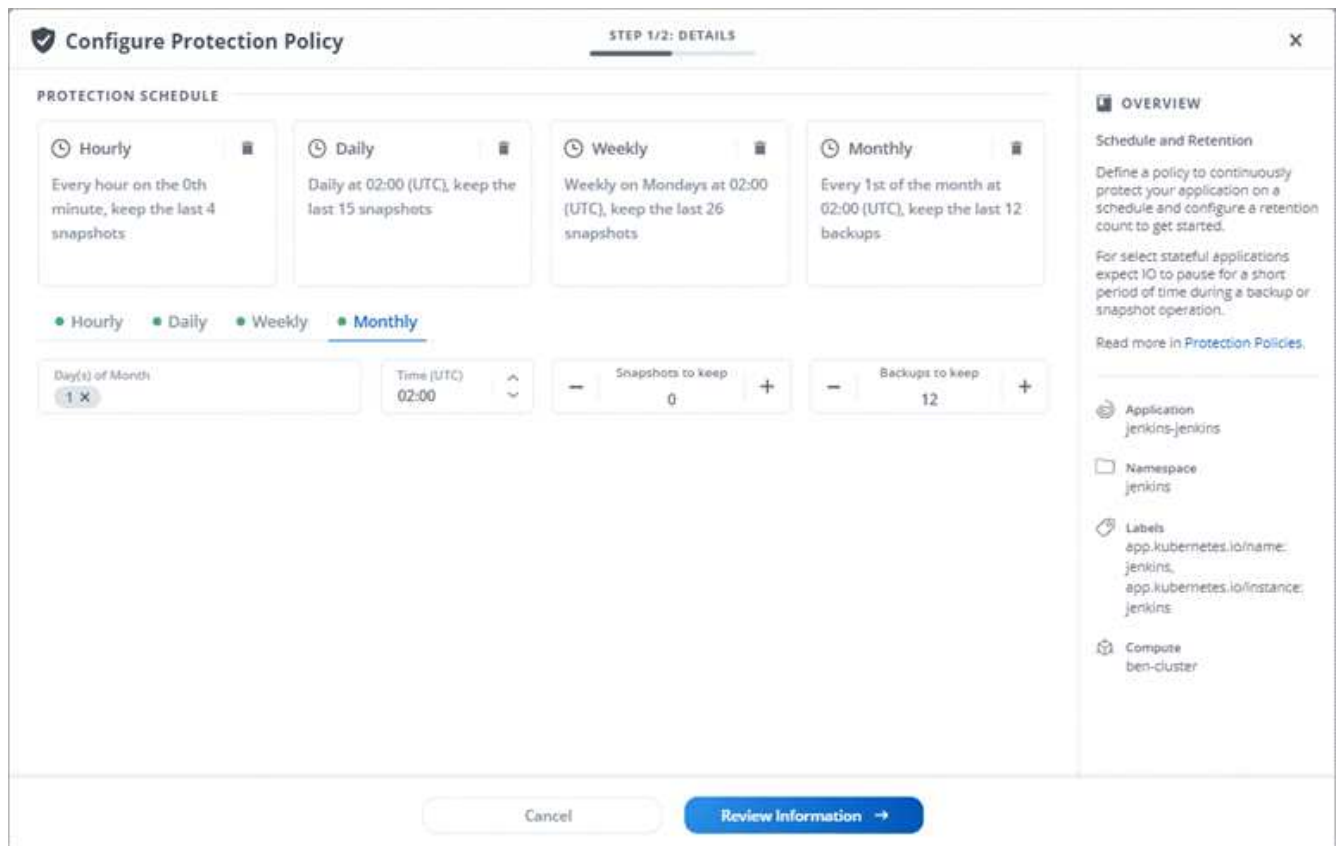 Configure Protection Policy
STEP 1/2: DETAILS
PROTECTION SCHEDULE
Hourly
Every hour on the 0th
minute, keep the last 4
snapshots
Daily
Daily at 02:00 (UTC), keep the
last 15 snapshots
Weekly
Weekly on Mondays at 02:00
(UTC), keep the last 26
snapshots
Monthly
Every 1st of the month at
02:00 (UTC), keep the last 12
backups
Hourly Daily Weekly Monthly
Day(s) of Month
1
Time (UTC)
02:00
Snapshots to keep
0
Backups to keep
12
OVERVIEW
Schedule and Retention
Define a policy to continuously
protect your application on a
schedule and configure a retention
count to get started.
For select stateful applications
expect IO to pause for a short
period of time during a backup or
snapshot operation.
Read more in Protection Policies.
Application
jenkins-jenkins
Namespace
jenkins
Labels
app.kubernetes.io/name:
jenkins,
app.kubernetes.io/instance:
jenkins
Compute
ben-cluster
Cancel
Review Information →